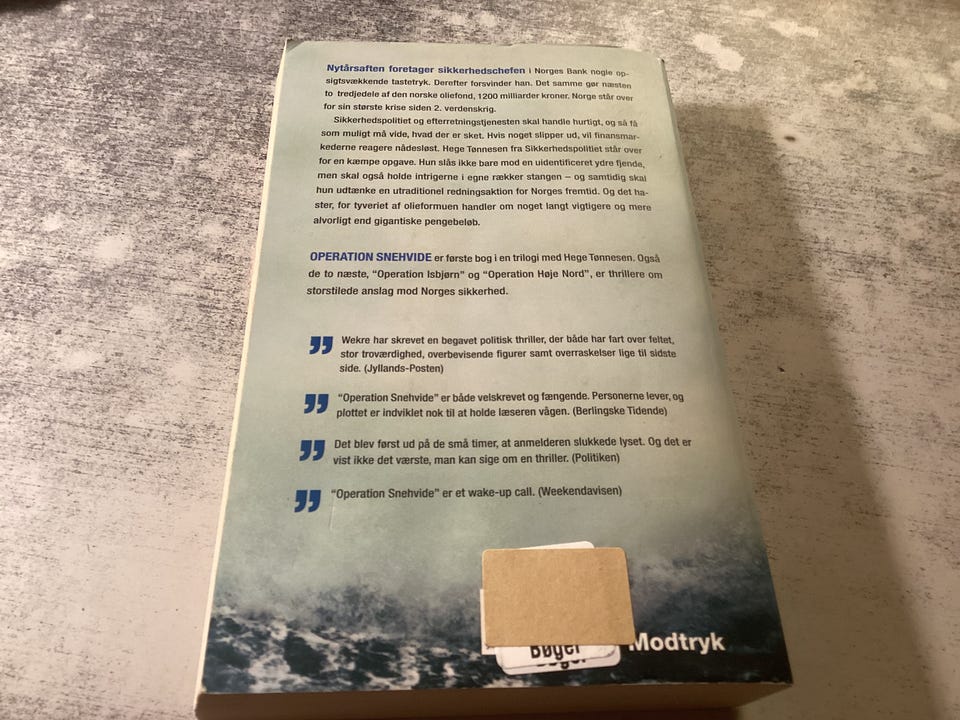 Nytårsaften foretager sikkerhedschefen i Norges Bank nogle op-
sigtsvækkende tastetryk. Derefter forsvinder han. Det samme gør næsten
to tredjedele af den norske oliefond, 1200 milliarder kroner. Norge står over
for sin største krise siden 2. verdenskrig.
Sikkerhedspolitiet og efterretningstjenesten skal handle hurtigt, og så få
som muligt må vide, hvad der er sket. Hvis noget slipper ud, vil finansmar-
kederne reagere nådesløst. Hege Tønnesen fra Sikkerhedspolitiet står over
for en kæmpe opgave. Hun slås ikke bare mod en uidentificeret ydre fjende,
men skal også holde intrigerne i egne rækker stangen – og samtidig skal
hun udtænke en utraditionel redningsaktion for Norges fremtid. Og det ha-
ster, for tyveriet af olieformuen handler om noget langt vigtigere og mere
alvorligt end gigantiske pengebeløb.
OPERATION SNEHVIDE er første bog i en trilogi med Hege Tønnesen. Også
de to næste, “Operation Isbjørn” og “Operation Høje Nord”, er thrillere om
storstilede anslag mod Norges sikkerhed.
” Wekre har skrevet en begavet politisk thriller, der både har fart over feltet,
stor troværdighed, overbevisende figurer samt overraskelser lige til sidste
side. (Jyllands-Posten)
” “Operation Snehvide” er både velskrevet og fængende. Personerne lever, og
plottet er indviklet nok til at holde læseren vågen. (Berlingske Tidende)
” Det blev først ud på de små timer, at anmelderen slukkede lyset. Og det er
vist ikke det værste, man kan sige om en thriller. (Politiken)
” “Operation Snehvide” er et wake-up call. (Weekendavisen)
Modtryk
Bøger